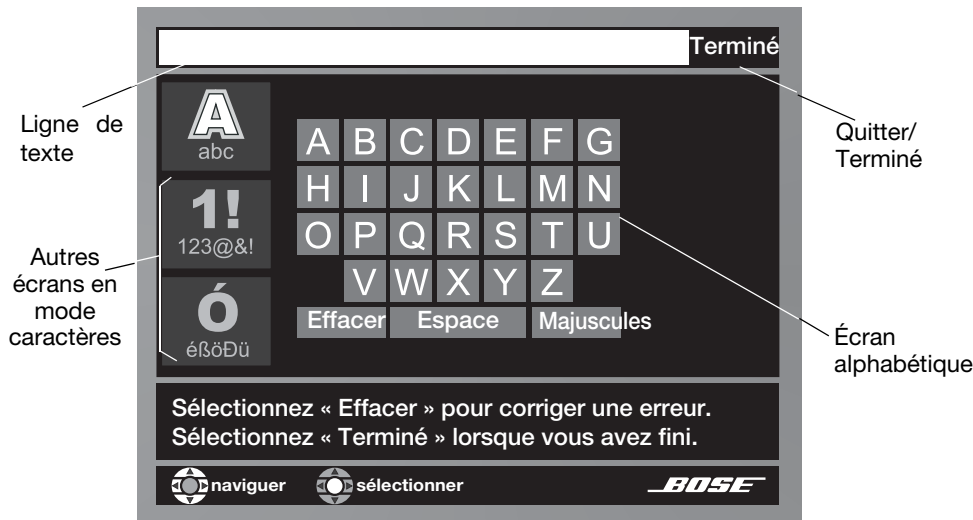 Terminé
Ligne de
texte
Quitter/
Terminé
A
abc
A B C D E F G
H I J K L M N
1!
123@&!
O P Q R S T U
V W X Y Z
Autres
écrans en
mode
caractères
Ó
éßöÐü
Effacer Espace Majuscules
Écran
alphabétique
Sélectionnez « Effacer » pour corriger une erreur.
Sélectionnez « Terminé » lorsque vous avez fini.
naviguer sélectionner BOSE